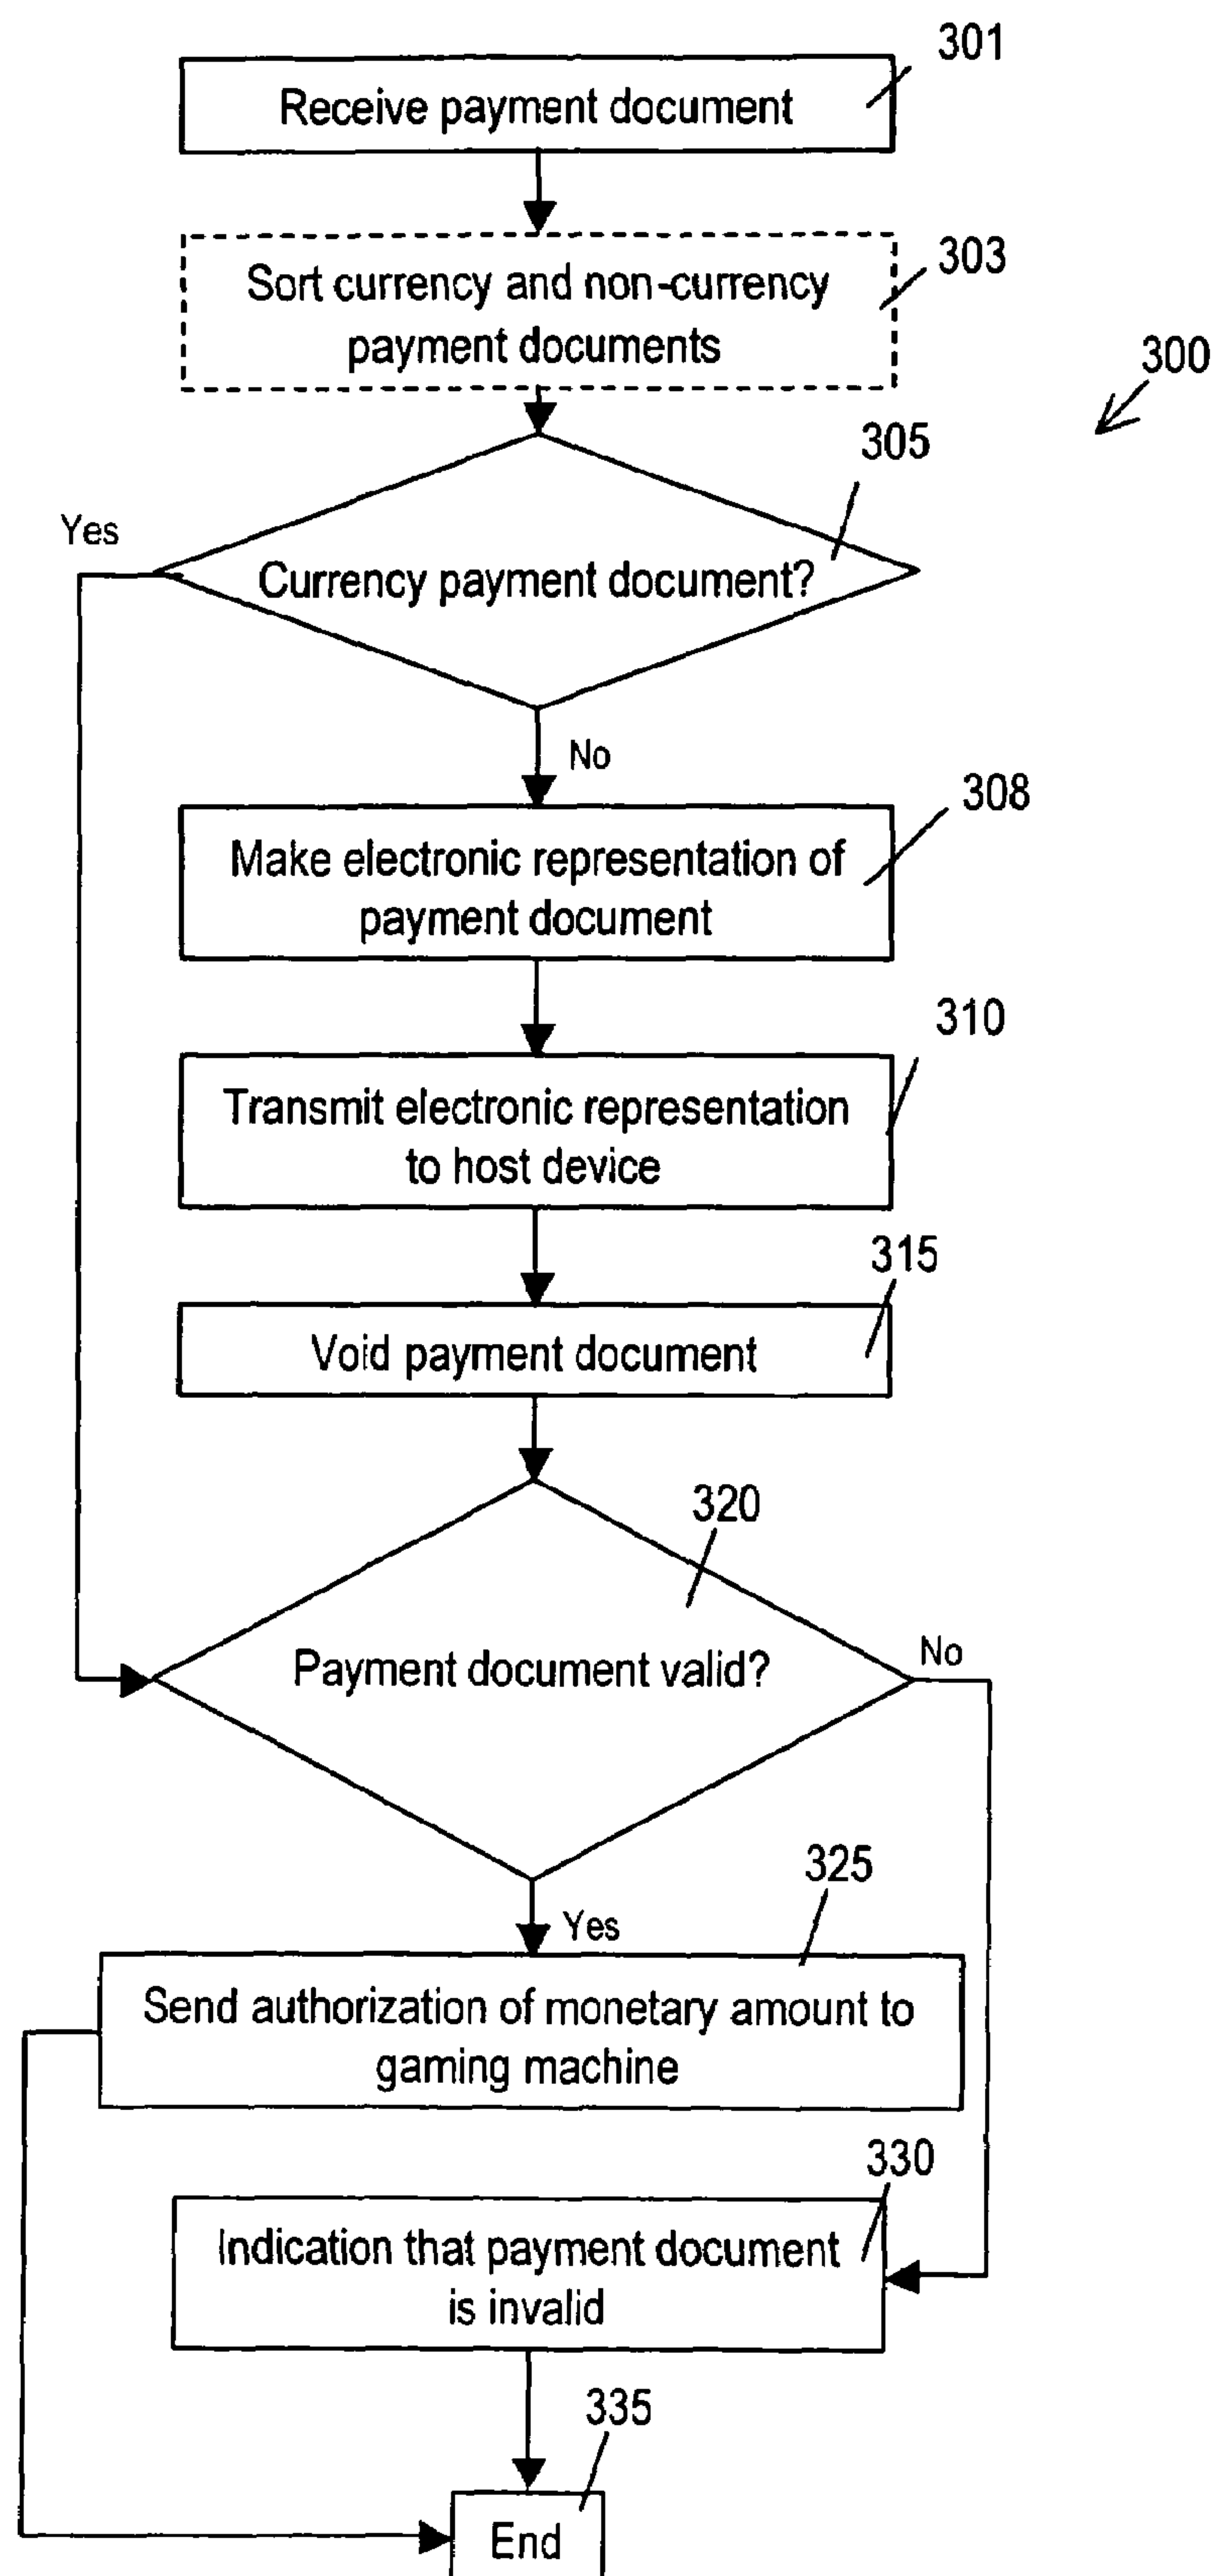 301
Receive payment document
303
Sort currency and non-currency
payment documents
300
305
Yes
Currency payment document?
No
308
Make electronic representation of
payment document
310
Transmit electronic representation
to host device
315
Void payment document
320
Payment document valid?
No
325
Yes
Send authorization of monetary amount to
gaming machine
330
Indication that payment document
is invalid
335
End